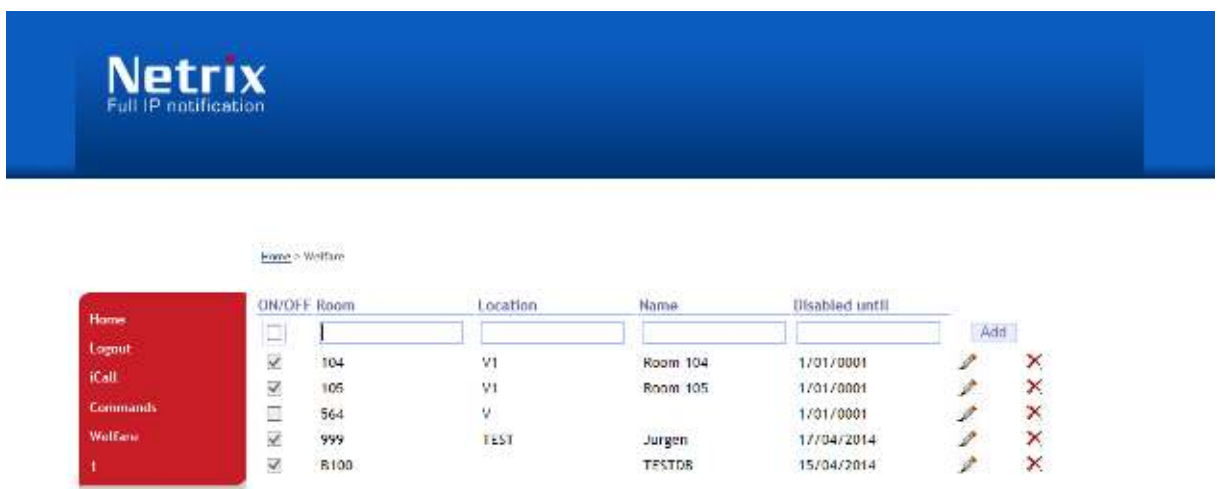 Netrix
Full IP notification
Home > Welfare
Home
Logout
iCall
Commands
Welfare
1
ON/OFF Room Location Name Disabled until
Add
104 V1 Room 104 1/01/0001
105 V1 Room 105 1/01/0001
564 V 1/01/0001
999 TEST Jurgen 17/04/2014
B100 TESTDB 15/04/2014